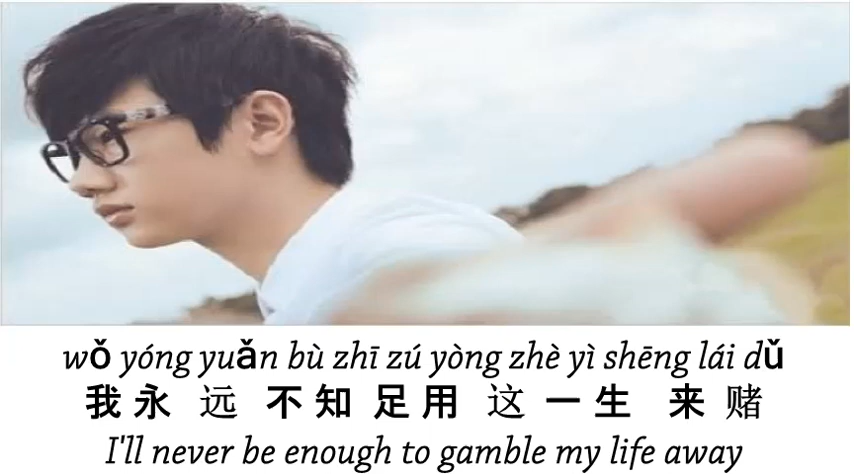 wǒ yóng yuǎn bù zhī zú yòng zhè yì shēng lái dǔ
我永远不知足用这一生来赌
I'll never be enough to gamble my life away